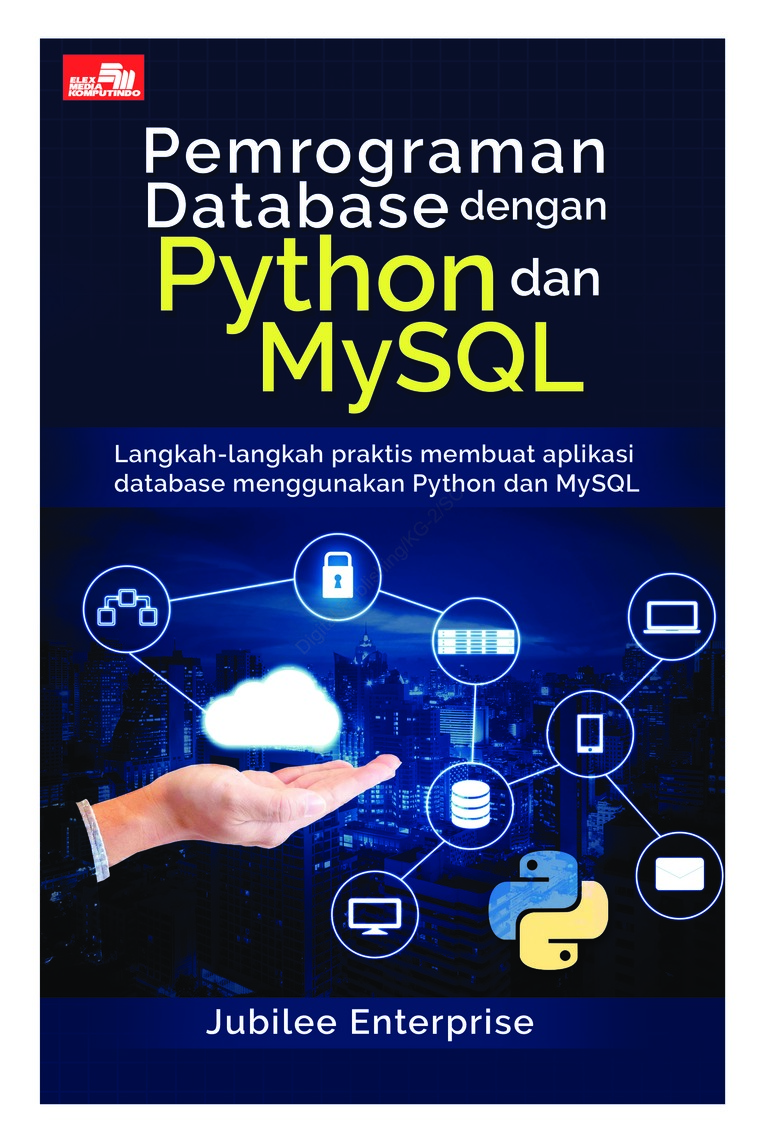 ELEX
MEDIA
KOMPUTINDO
Pemrograman
Database dengan
Python dan
MySQL
Langkah-langkah praktis membuat aplikasi
database menggunakan Python dan MySQL
Jubilee Enterprise